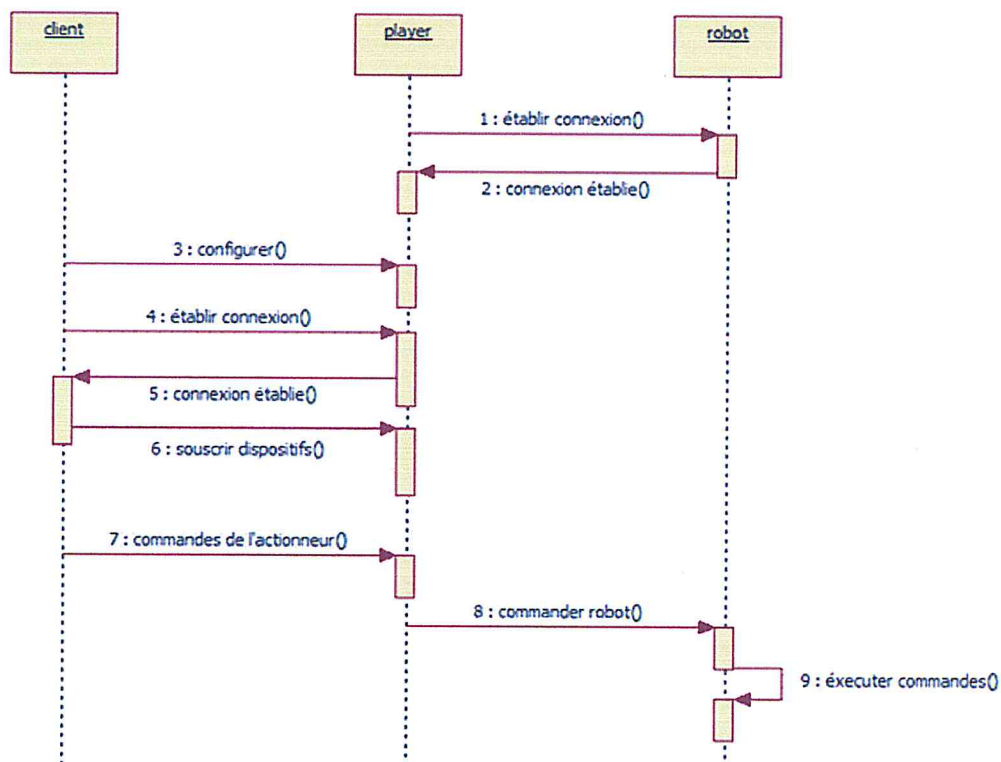 client
player
robot
1 : établir connexion()
2 : connexion établie()
3 : configurer()
4 : établir connexion()
5 : connexion établie()
6 : souscrir dispositifs()
7 : commandes de l'actionneur()
8 : commander robot()
9 : éxecuter commandes()